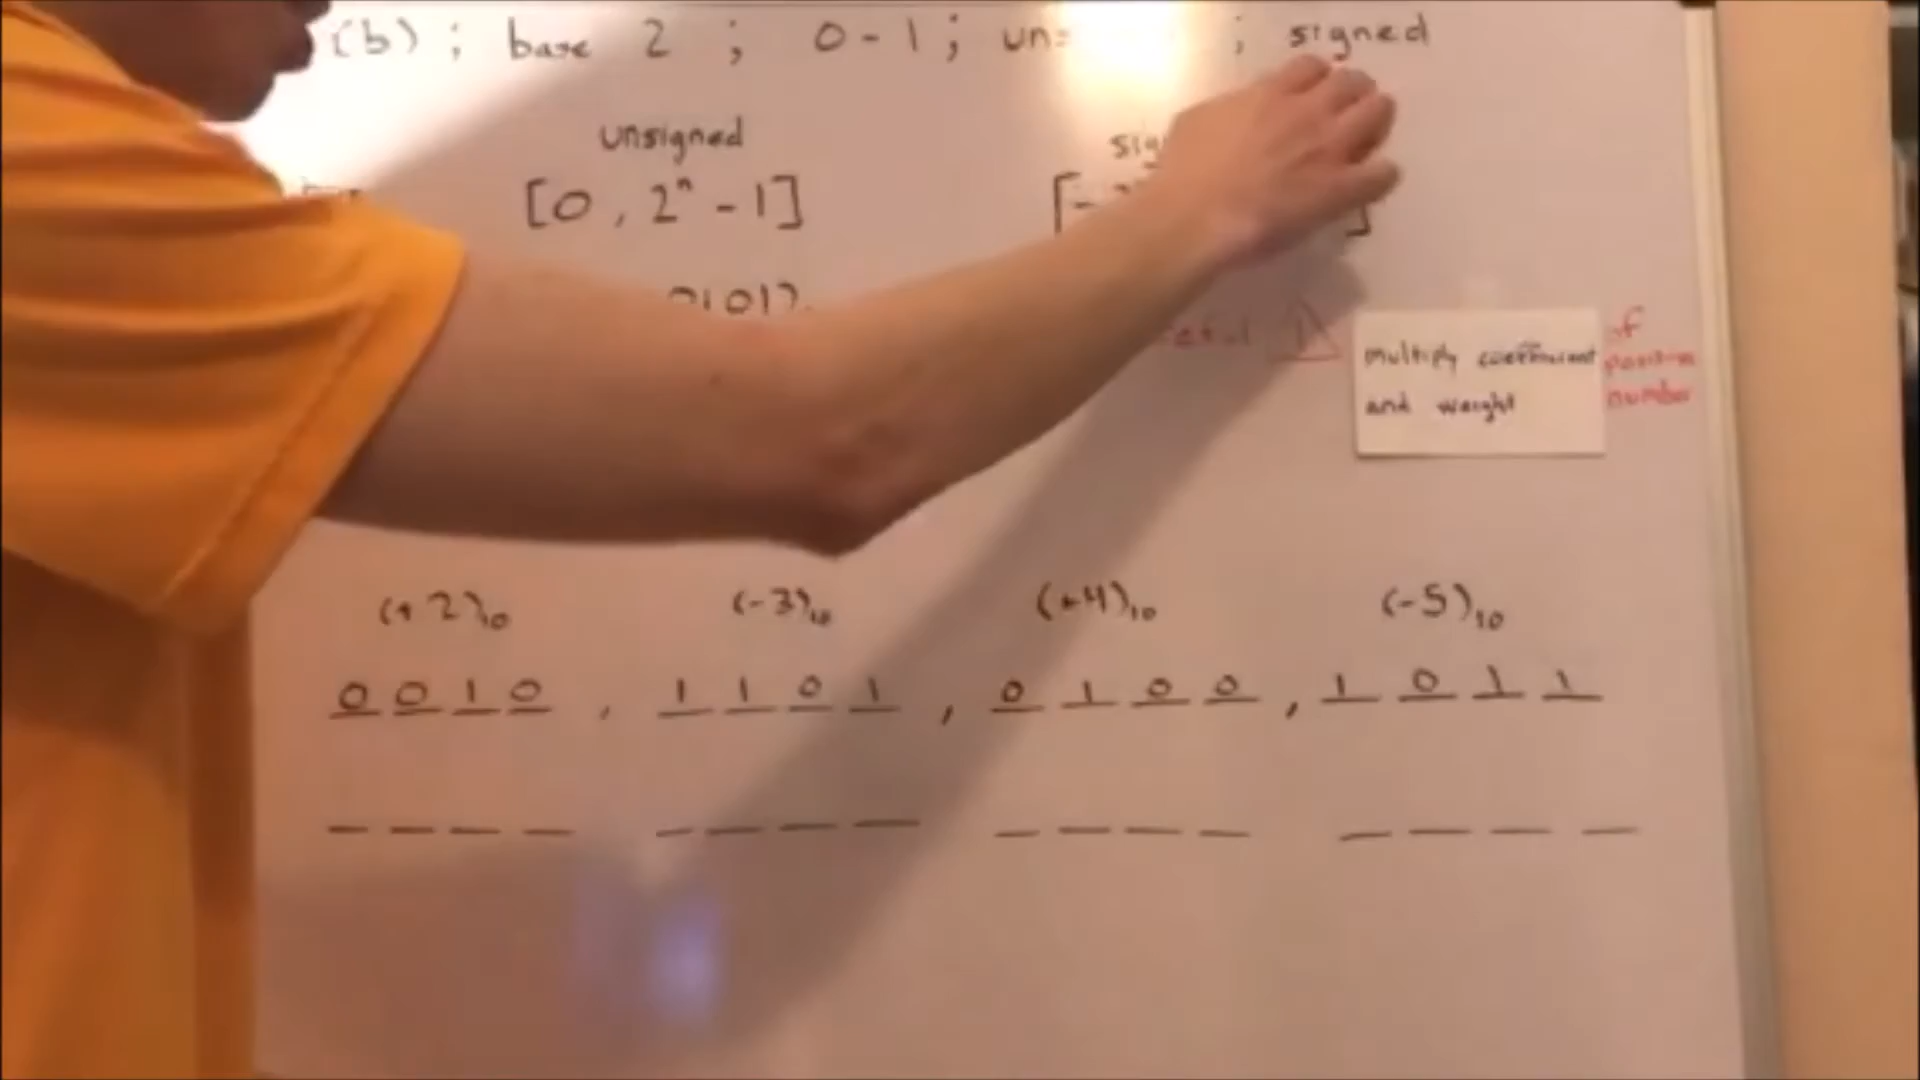 (b) ; base 2 ; 0-1 ; ; signed
unsigned
[0 , 2ⁿ - 1]
multiply coefficient
and weight
of
positive
number
(+2)₁₀ (-3)₁₀ (+4)₁₀ (-5)₁₀
0 0 1 0 , 1 1 0 1 , 0 1 0 0 , 1 0 1 1